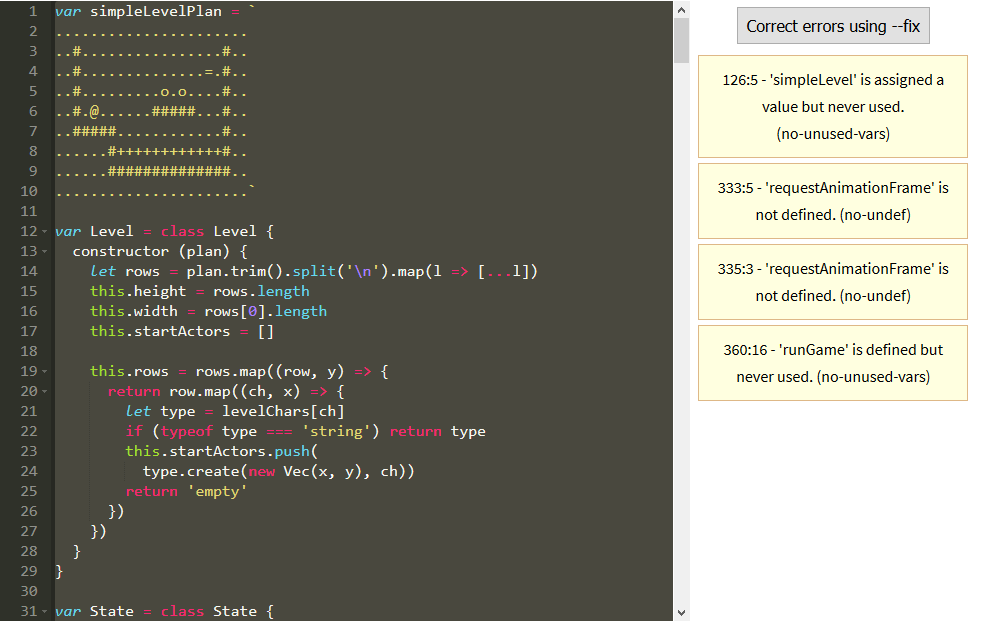 1 var simpleLevelPlan = `
2 ......................
3 ..#................#..
4 ..#..............=.#..
5 ..#.........o.o....#..
6 ..#.@......#####...#..
7 ..#####............#..
8 ......#++++++++++++#..
9 ......##############..
10 ......................`
11
12 var Level = class Level {
13   constructor (plan) {
14     let rows = plan.trim().split('\n').map(l => [...l])
15     this.height = rows.length
16     this.width = rows[0].length
17     this.startActors = []
18
19     this.rows = rows.map((row, y) => {
20       return row.map((ch, x) => {
21         let type = levelChars[ch]
22         if (typeof type === 'string') return type
23         this.startActors.push(
24           type.create(new Vec(x, y), ch))
25         return 'empty'
26       })
27     })
28   }
29 }
30
31 var State = class State {
Correct errors using --fix
126:5 - 'simpleLevel' is assigned a
value but never used.
(no-unused-vars)
333:5 - 'requestAnimationFrame' is
not defined. (no-undef)
335:3 - 'requestAnimationFrame' is
not defined. (no-undef)
360:16 - 'runGame' is defined but
never used. (no-unused-vars)